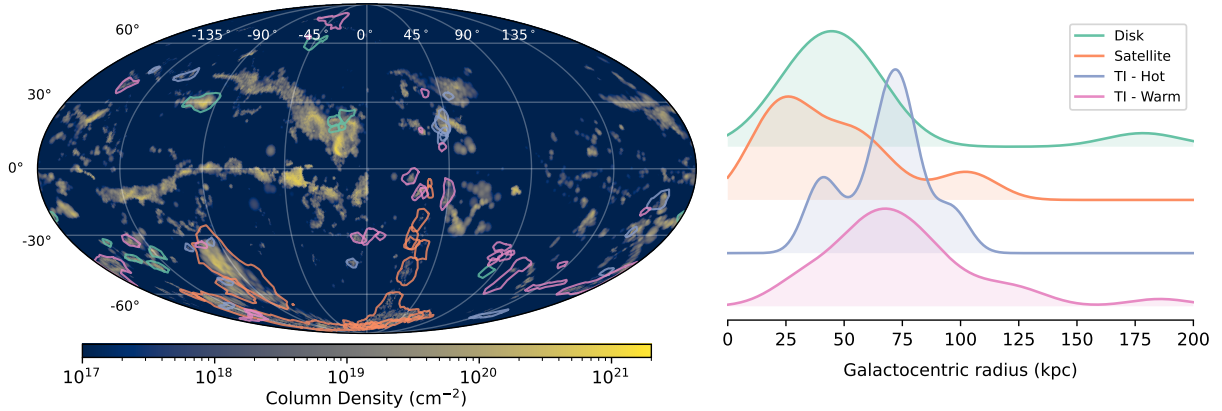 60°
-135° -90° -45° 0° 45° 90° 135°
30°
0°
-30°
-60°
10^17 10^18 10^19 10^20 10^21
Column Density (cm^−2)
Disk
Satellite
TI - Hot
TI - Warm
0 25 50 75 100 125 150 175 200
Galactocentric radius (kpc)